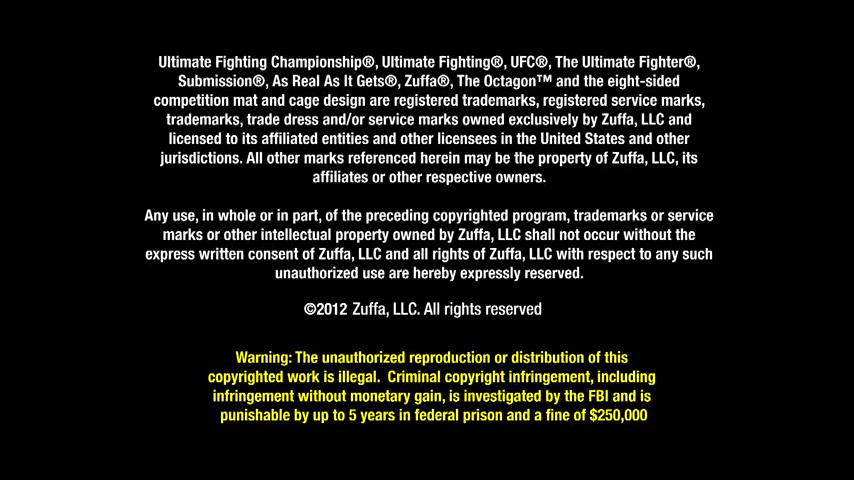 Ultimate Fighting Championship®, Ultimate Fighting®, UFC®, The Ultimate Fighter®,
Submission®, As Real As It Gets®, Zuffa®, The Octagon™ and the eight-sided
competition mat and cage design are registered trademarks, registered service marks,
trademarks, trade dress and/or service marks owned exclusively by Zuffa, LLC and
licensed to its affiliated entities and other licensees in the United States and other
jurisdictions. All other marks referenced herein may be the property of Zuffa, LLC, its
affiliates or other respective owners.
Any use, in whole or in part, of the preceding copyrighted program, trademarks or service
marks or other intellectual property owned by Zuffa, LLC shall not occur without the
express written consent of Zuffa, LLC and all rights of Zuffa, LLC with respect to any such
unauthorized use are hereby expressly reserved.
©2012 Zuffa, LLC. All rights reserved
Warning: The unauthorized reproduction or distribution of this
copyrighted work is illegal. Criminal copyright infringement, including
infringement without monetary gain, is investigated by the FBI and is
punishable by up to 5 years in federal prison and a fine of $250,000